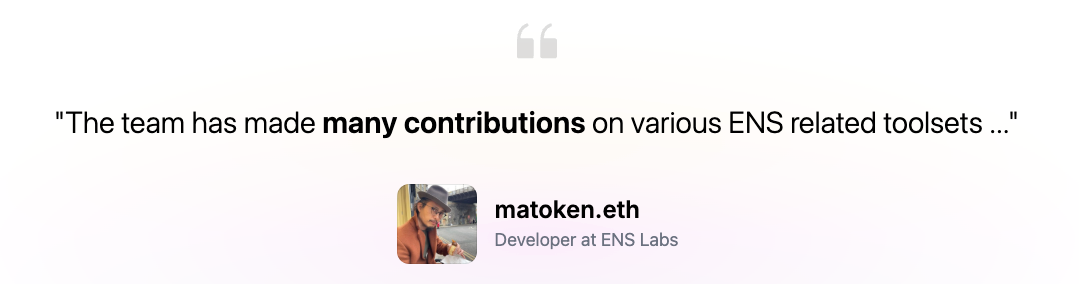 "The team has made many contributions on various ENS related toolsets ..."
matoken.eth
Developer at ENS Labs